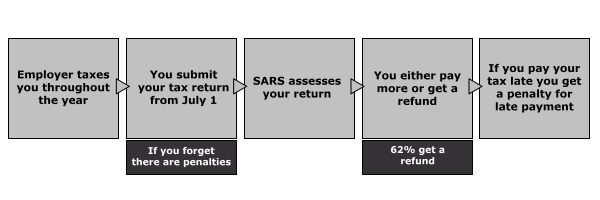 Employer taxes
you throughout
the year
You submit
your tax return
from July 1
If you forget
there are penalties
SARS assesses
your return
You either pay
more or get a
refund
62% get a
refund
If you pay your
tax late you get
a penalty for
late payment